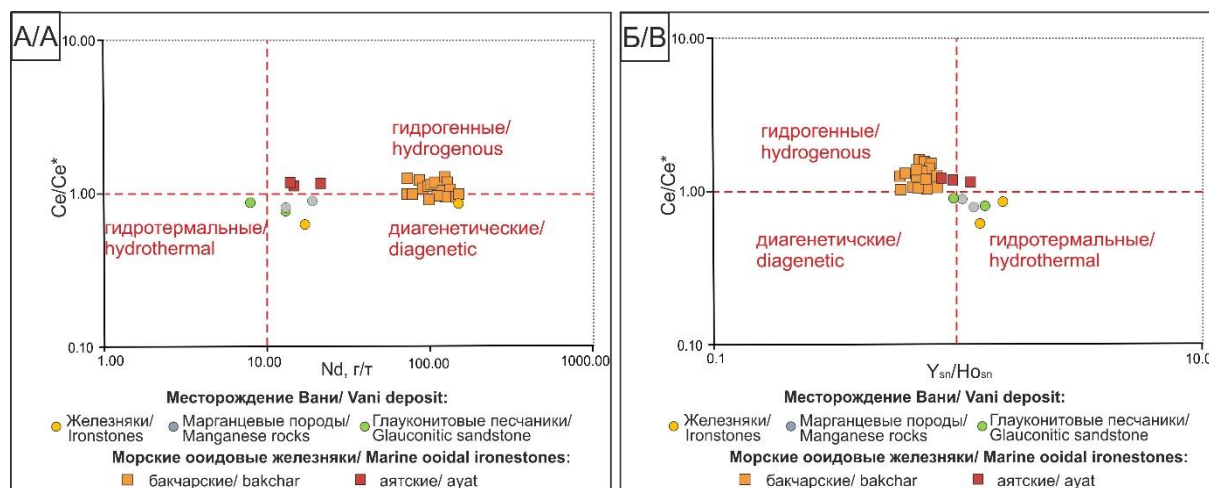 А/A
10.00
1.00
0.10
Ce/Ce*
гидрогенные/
hydrogenous
гидротермальные/
hydrothermal
диагенетические/
diagenetic
1.00
10.00
100.00
1000.00
Nd, г/т
Месторождение Вани/ Vani deposit:
Железняки/
Ironstones
Марганцевые породы/
Manganese rocks
Глауконитовые песчаники/
Glauconitic sandstone
Морские ооидовые железняки/ Marine ooidal ironestones:
бакчарские/ bakchar
аятские/ ayat
Б/B
10.00
1.00
0.10
Ce/Ce*
гидрогенные/
hydrogenous
диагенетичские/
diagenetic
гидротермальные/
hydrothermal
0.1
10.0
Ysn/Hosn
Месторождение Вани/ Vani deposit:
Железняки/
Ironstones
Марганцевые породы/
Manganese rocks
Глауконитовые песчаники/
Glauconitic sandstone
Морские ооидовые железняки/ Marine ooidal ironestones:
бакчарские/ bakchar
аятские/ ayat